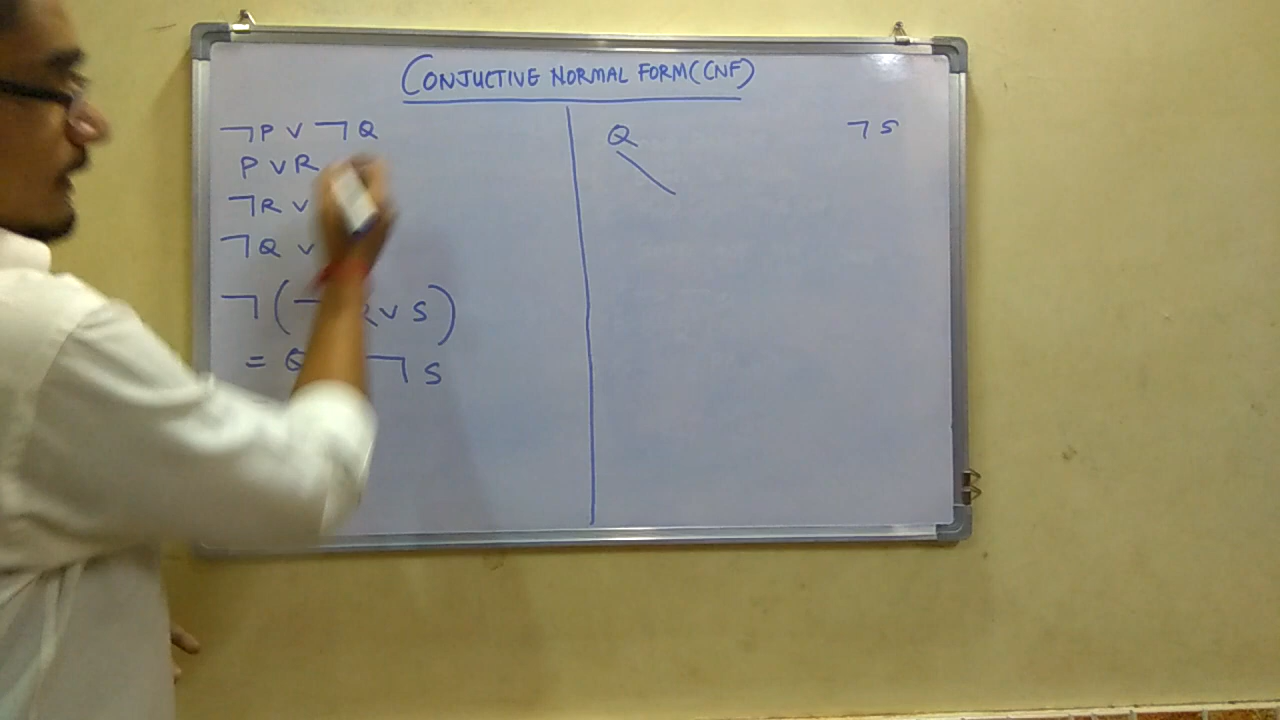 CONJUCTIVE NORMAL FORM(CNF)
¬P ∨ ¬Q
P ∨ R
¬R ∨
¬Q ∨
¬(¬ ∨ S)
= Q ¬S
Q ¬S